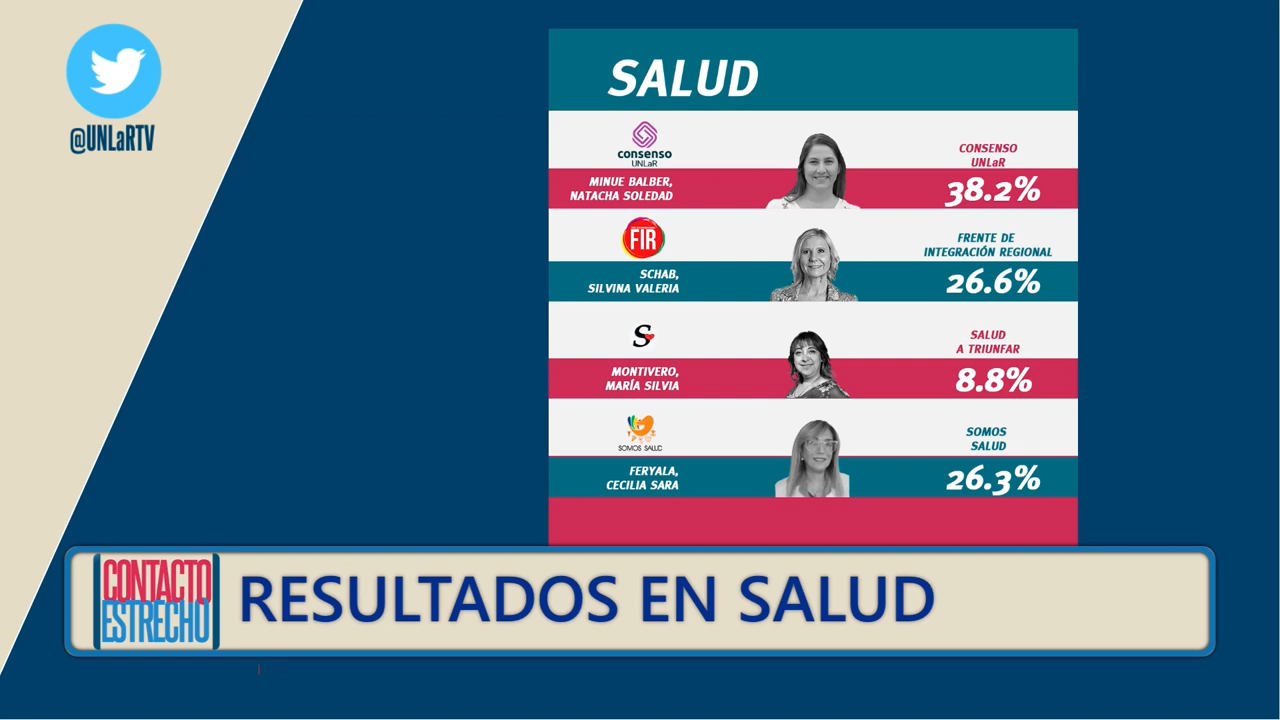 @UNLaRTV
SALUD
consenso
UNLaR
MINUE BALBER,
NATACHA SOLEDAD
CONSENSO
UNLaR
38.2%
FIR
SCHAB,
SILVINA VALERIA
FRENTE DE
INTEGRACIÓN REGIONAL
26.6%
S
MONTIVERO,
MARÍA SILVIA
SALUD
A TRIUNFAR
8.8%
SOMOS SALUD
FERYALA,
CECILIA SARA
SOMOS
SALUD
26.3%
CONTACTO
ESTRECHO
RESULTADOS EN SALUD